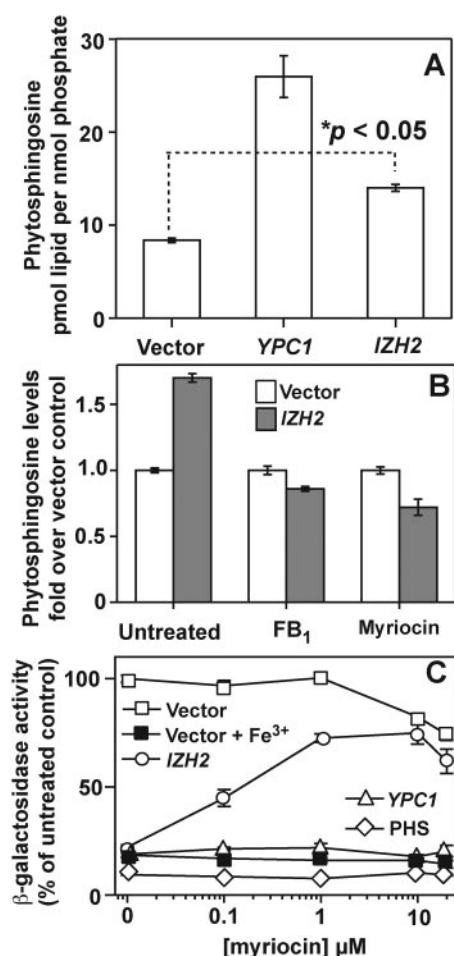 A
Phytosphingosine
pmol lipid per nmol phosphate
30
20
10
0
*p < 0.05
Vector
YPC1
IZH2
B
Phytosphingosine levels
fold over vector control
1.5
1.0
0.5
0
Vector
IZH2
Untreated
FB₁
Myriocin
C
β-galactosidase activity
(% of untreated control)
100
50
0
Vector
Vector + Fe³⁺
IZH2
YPC1
PHS
0
0.1
1
10
[myriocin] µM